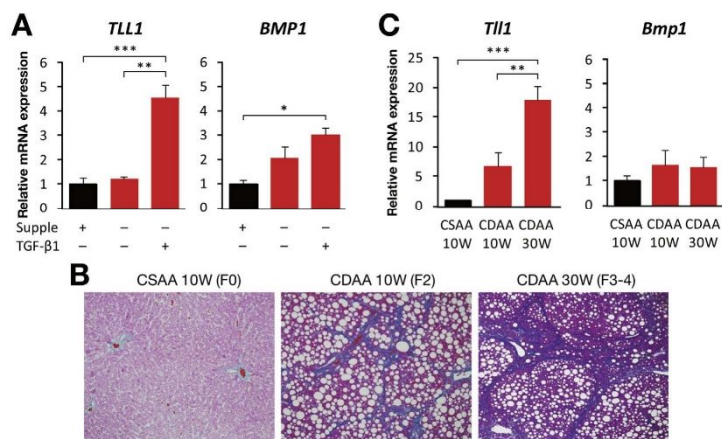 A
TLL1
BMP1
Relative mRNA expression
6
5
4
3
2
1
***
**
6
5
4
3
2
1
*
Supple + − − + − −
TGF-β1 − − + − − +
C
Tll1
Bmp1
Relative mRNA expression
25
20
15
10
5
0
***
**
6
5
4
3
2
1
0
CSAA CDAA CDAA CSAA CDAA CDAA
10W 10W 30W 10W 10W 30W
B
CSAA 10W (F0) CDAA 10W (F2) CDAA 30W (F3-4)